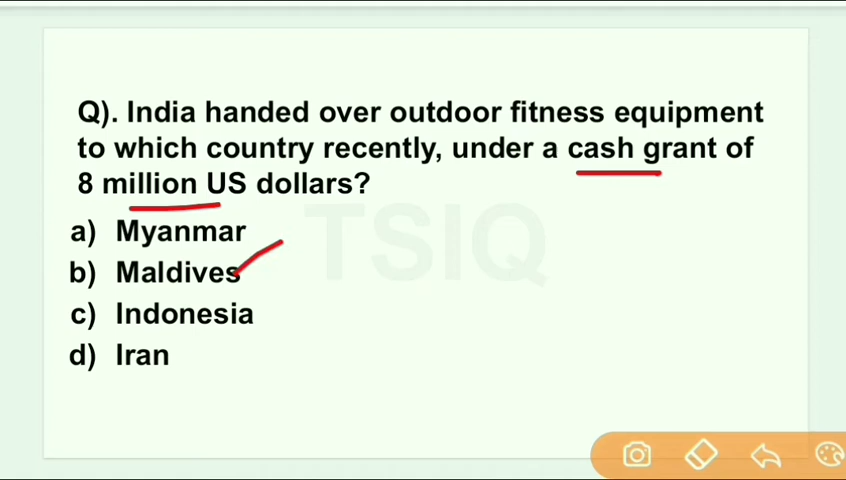 Q). India handed over outdoor fitness equipment
to which country recently, under a cash grant of
8 million US dollars?
a) Myanmar
b) Maldives
c) Indonesia
d) Iran
TSIQ